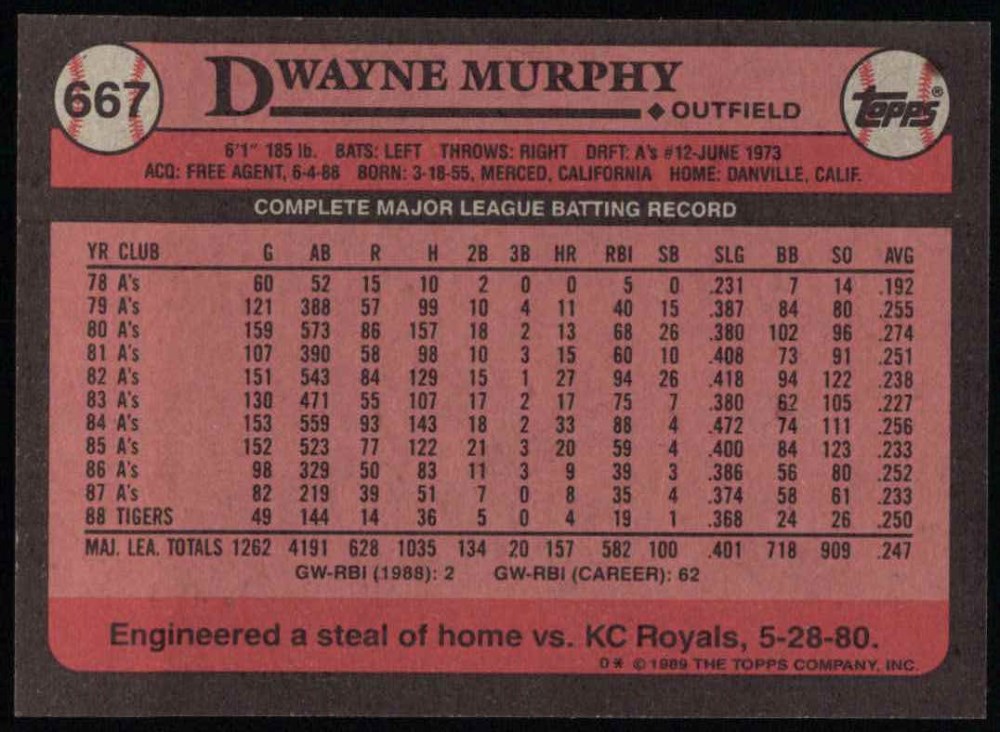 667
DWAYNE MURPHY
◆ OUTFIELD
TOPPS®
6'1" 185 lb. BATS: LEFT THROWS: RIGHT DRFT: A's #12-JUNE 1973
ACQ: FREE AGENT, 6-4-88 BORN: 3-18-55, MERCED, CALIFORNIA HOME: DANVILLE, CALIF.
COMPLETE MAJOR LEAGUE BATTING RECORD
YR CLUB G AB R H 2B 3B HR RBI SB SLG BB SO AVG
78 A's 60 52 15 10 2 0 0 5 0 .231 7 14 .192
79 A's 121 388 57 99 10 4 11 40 15 .387 84 80 .255
80 A's 159 573 86 157 18 2 13 68 26 .380 102 96 .274
81 A's 107 390 58 98 10 3 15 60 10 .408 73 91 .251
82 A's 151 543 84 129 15 1 27 94 26 .418 94 122 .238
83 A's 130 471 55 107 17 2 17 75 7 .380 62 105 .227
84 A's 153 559 93 143 18 2 33 88 4 .472 74 111 .256
85 A's 152 523 77 122 21 3 20 59 4 .400 84 123 .233
86 A's 98 329 50 83 11 3 9 39 3 .386 56 80 .252
87 A's 82 219 39 51 7 0 8 35 4 .374 58 61 .233
88 TIGERS 49 144 14 36 5 0 4 19 1 .368 24 26 .250
MAJ. LEA. TOTALS 1262 4191 628 1035 134 20 157 582 100 .401 718 909 .247
GW-RBI (1988): 2 GW-RBI (CAREER): 62
Engineered a steal of home vs. KC Royals, 5-28-80.
0* © 1989 THE TOPPS COMPANY, INC.